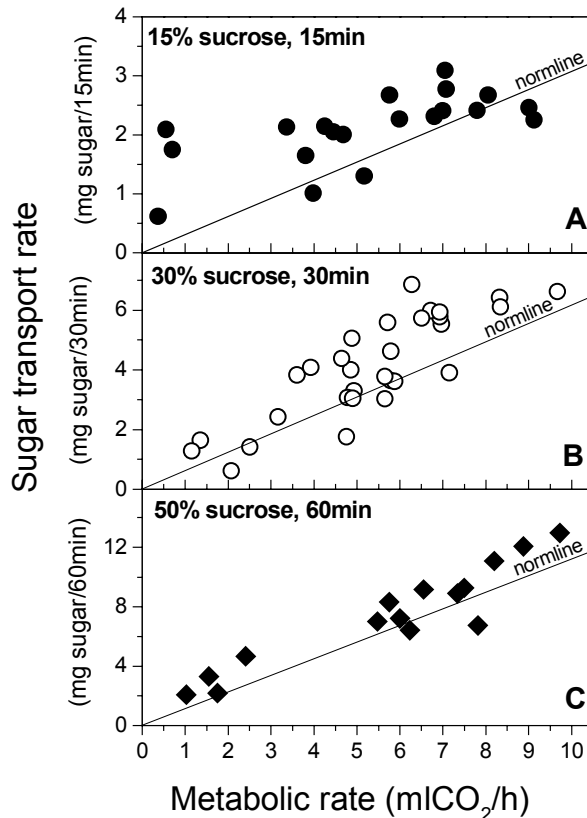 Sugar transport rate
15% sucrose, 15min
(mg sugar/15min)
4
3
2
1
0
normline
A
30% sucrose, 30min
(mg sugar/30min)
6
4
2
0
normline
B
50% sucrose, 60min
(mg sugar/60min)
12
8
4
0
normline
C
0 1 2 3 4 5 6 7 8 9 10
Metabolic rate (mlCO₂/h)